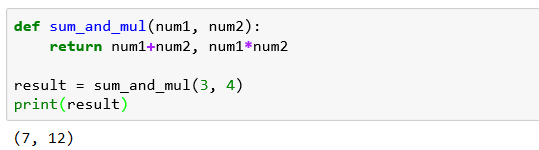 def sum_and_mul(num1, num2):
    return num1+num2, num1*num2
result = sum_and_mul(3, 4)
print(result)
(7, 12)